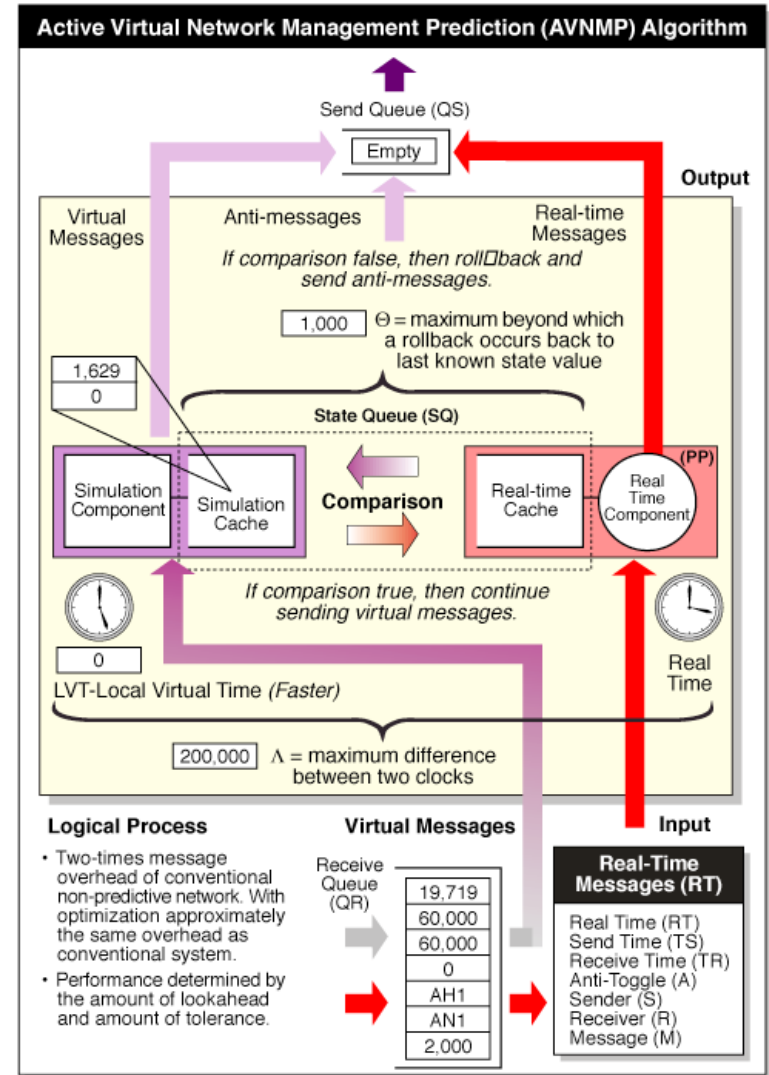 Active Virtual Network Management Prediction (AVNMP) Algorithm
Send Queue (QS)
Empty
Output
Virtual
Messages
Anti-messages
Real-time
Messages
If comparison false, then roll□back and
send anti-messages.
1,000
Θ = maximum beyond which
a rollback occurs back to
last known state value
1,629
0
State Queue (SQ)
(PP)
Simulation
Component
Simulation
Cache
Comparison
Real-time
Cache
Real
Time
Component
If comparison true, then continue
sending virtual messages.
0
LVT-Local Virtual Time (Faster)
Real
Time
200,000
Λ = maximum difference
between two clocks
Logical Process
• Two-times message
overhead of conventional
non-predictive network. With
optimization approximately
the same overhead as
conventional system.
• Performance determined by
the amount of lookahead
and amount of tolerance.
Virtual Messages
Receive
Queue
(QR)
19,719
60,000
60,000
0
AH1
AN1
2,000
Input
Real-Time
Messages (RT)
Real Time (RT)
Send Time (TS)
Receive Time (TR)
Anti-Toggle (A)
Sender (S)
Receiver (R)
Message (M)